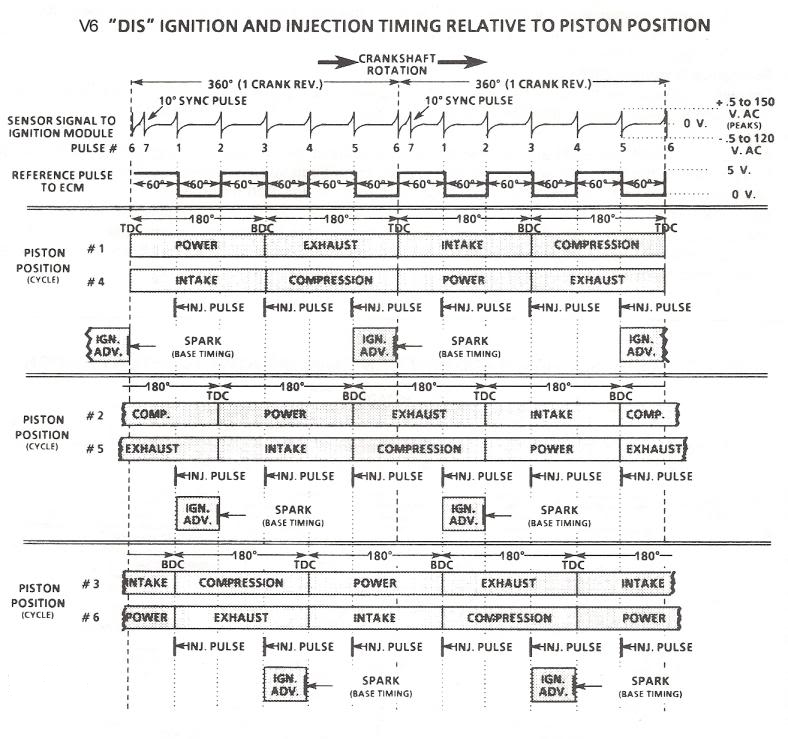 V6 "DIS" IGNITION AND INJECTION TIMING RELATIVE TO PISTON POSITION
CRANKSHAFT
ROTATION
360° (1 CRANK REV.) 360° (1 CRANK REV.)
10° SYNC PULSE 10° SYNC PULSE
+ .5 to 150
V. AC
(PEAKS)
0 V.
- .5 to 120
V. AC
SENSOR SIGNAL TO
IGNITION MODULE
PULSE # 6 7 1 2 3 4 5 6 7 1 2 3 4 5 6
REFERENCE PULSE
TO ECM
60° 60° 60° 60° 60° 60° 60° 60° 60° 60° 60° 60°
5 V.
0 V.
180° 180° 180° 180°
TDC BDC TDC BDC TDC
PISTON
POSITION
(CYCLE)
# 1 POWER EXHAUST INTAKE COMPRESSION
# 4 INTAKE COMPRESSION POWER EXHAUST
INJ. PULSE INJ. PULSE INJ. PULSE INJ. PULSE INJ. PULSE INJ. PULSE
IGN.
ADV.
SPARK
(BASE TIMING)
IGN.
ADV.
SPARK
(BASE TIMING)
IGN.
ADV.
180° 180° 180° 180°
TDC BDC TDC BDC
PISTON
POSITION
(CYCLE)
# 2 COMP. POWER EXHAUST INTAKE COMP.
# 5 EXHAUST INTAKE COMPRESSION POWER EXHAUST
INJ. PULSE INJ. PULSE INJ. PULSE INJ. PULSE INJ. PULSE INJ. PULSE
IGN.
ADV.
SPARK
(BASE TIMING)
IGN.
ADV.
SPARK
(BASE TIMING)
180° 180° 180° 180°
BDC TDC BDC TDC
PISTON
POSITION
(CYCLE)
# 3 INTAKE COMPRESSION POWER EXHAUST INTAKE
# 6 POWER EXHAUST INTAKE COMPRESSION POWER
INJ. PULSE INJ. PULSE INJ. PULSE INJ. PULSE INJ. PULSE INJ. PULSE
IGN.
ADV.
SPARK
(BASE TIMING)
IGN.
ADV.
SPARK
(BASE TIMING)